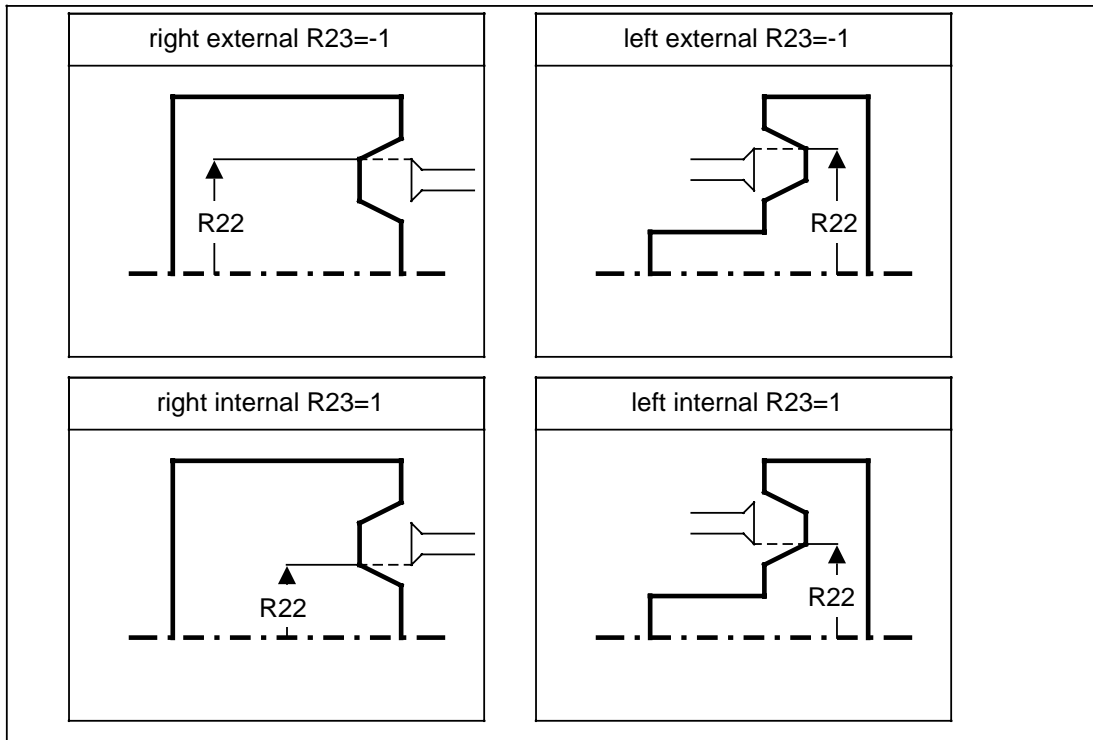 right external R23=-1
left external R23=-1
R22
R22
right internal R23=1
left internal R23=1
R22
R22